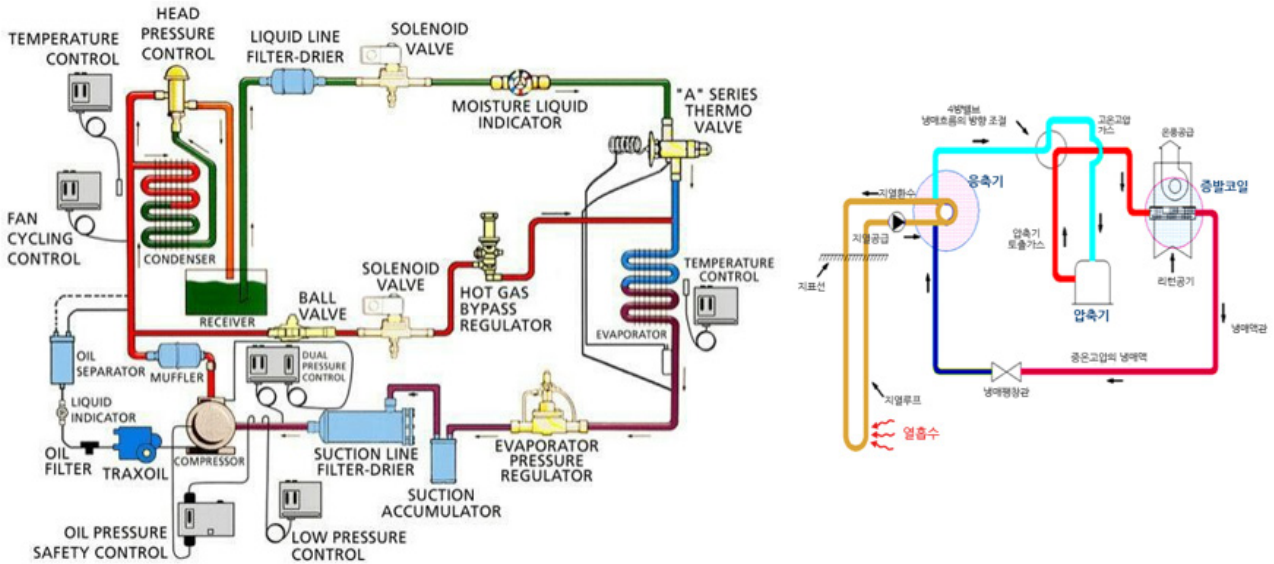 HEAD
PRESSURE
CONTROL
TEMPERATURE
CONTROL
LIQUID LINE
FILTER-DRIER
SOLENOID
VALVE
MOISTURE LIQUID
INDICATOR
"A" SERIES
THERMO
VALVE
FAN
CYCLING
CONTROL
CONDENSER
RECEIVER
BALL
VALVE
SOLENOID
VALVE
HOT GAS
BYPASS
REGULATOR
TEMPERATURE
CONTROL
EVAPORATOR
OIL
SEPARATOR
MUFFLER
DUAL
PRESSURE
CONTROL
LIQUID
INDICATOR
OIL
FILTER
TRAXOIL
COMPRESSOR
SUCTION LINE
FILTER-DRIER
SUCTION
ACCUMULATOR
EVAPORATOR
PRESSURE
REGULATOR
OIL PRESSURE
SAFETY CONTROL
LOW PRESSURE
CONTROL
4방밸브
냉매흐름의 방향 조절
고온고압
가스
온풍공급
응축기
증발코일
지열환수
지열공급
지표선
압축기
토출가스
압축기
리턴공기
냉매액관
중온고압의 냉매액
냉매팽창관
지열루프
열흡수